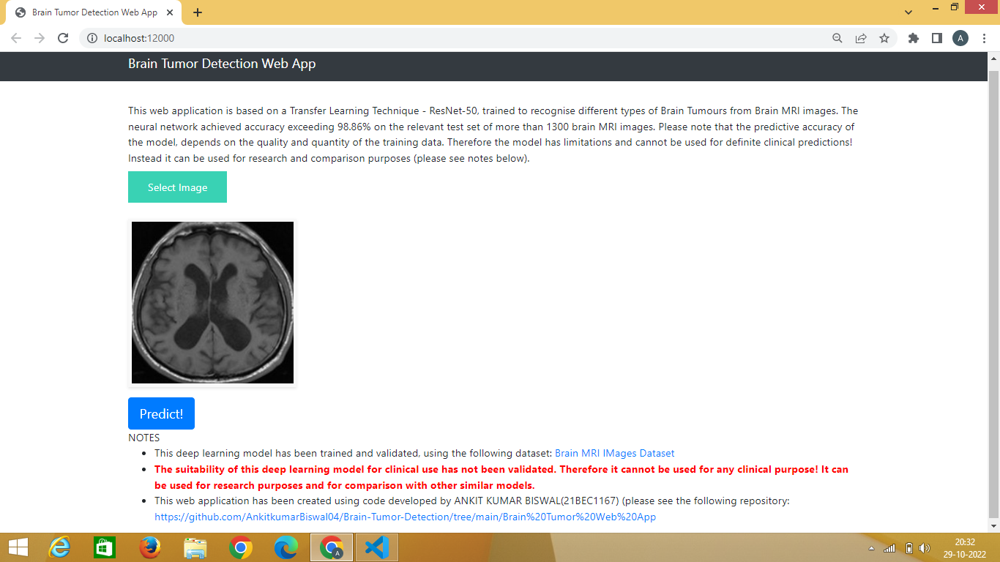 Brain Tumor Detection Web App
localhost:12000
A
Brain Tumor Detection Web App
This web application is based on a Transfer Learning Technique - ResNet-50, trained to recognise different types of Brain Tumours from Brain MRI images. The
neural network achieved accuracy exceeding 98.86% on the relevant test set of more than 1300 brain MRI images. Please note that the predictive accuracy of
the model, depends on the quality and quantity of the training data. Therefore the model has limitations and cannot be used for definite clinical predictions!
Instead it can be used for research and comparison purposes (please see notes below).
Select Image
Predict!
NOTES
• This deep learning model has been trained and validated, using the following dataset: Brain MRI IMages Dataset
• The suitability of this deep learning model for clinical use has not been validated. Therefore it cannot be used for any clinical purpose! It can
be used for research purposes and for comparison with other similar models.
• This web application has been created using code developed by ANKIT KUMAR BISWAL(21BEC1167) (please see the following repository:
https://github.com/AnkitkumarBiswal04/Brain-Tumor-Detection/tree/main/Brain%20Tumor%20Web%20App
A
20:32
29-10-2022